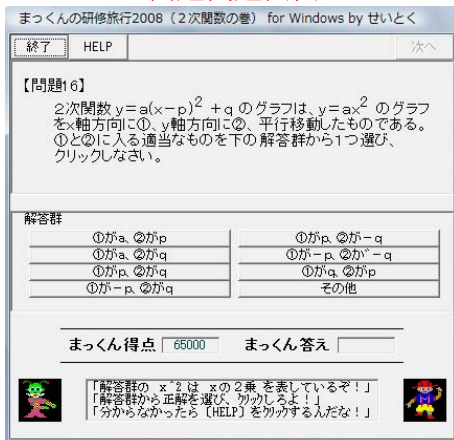 まっくんの研修旅行2008（2次関数の巻） for Windows by せいとく
終了 HELP 次へ
【問題16】
2次関数 y=a(x-p)² +q のグラフは、y=ax² のグラフ
をx軸方向に①、y軸方向に②、平行移動したものである。
①と②に入る適当なものを下の解答群から1つ選び、
クリックしなさい。
解答群
①がa、②がp ①がp、②が-q
①がa、②がq ①が-p、②が-q
①がp、②がq ①がq、②がp
①が-p、②がq その他
まっくん得点 65000 まっくん答え
「解答群の x^2 は xの2乗 を表しているぞ!」
「解答群から正解を選び、クリックしろよ!」
「分からなかったら [HELP] をクリックするんだな!」